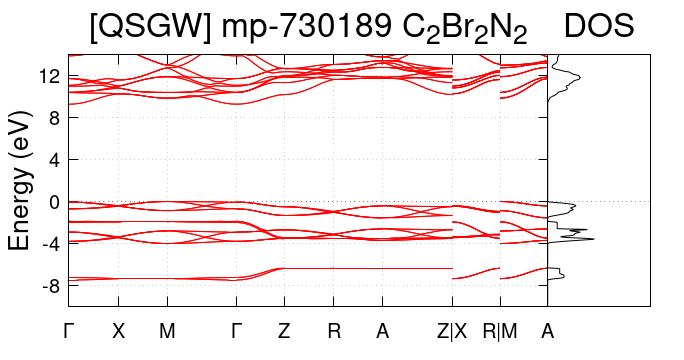 [QSGW] mp-730189 C₂Br₂N₂ DOS
Energy (eV)
12
8
4
0
-4
-8
Γ X M Γ Z R A Z|X R|M A